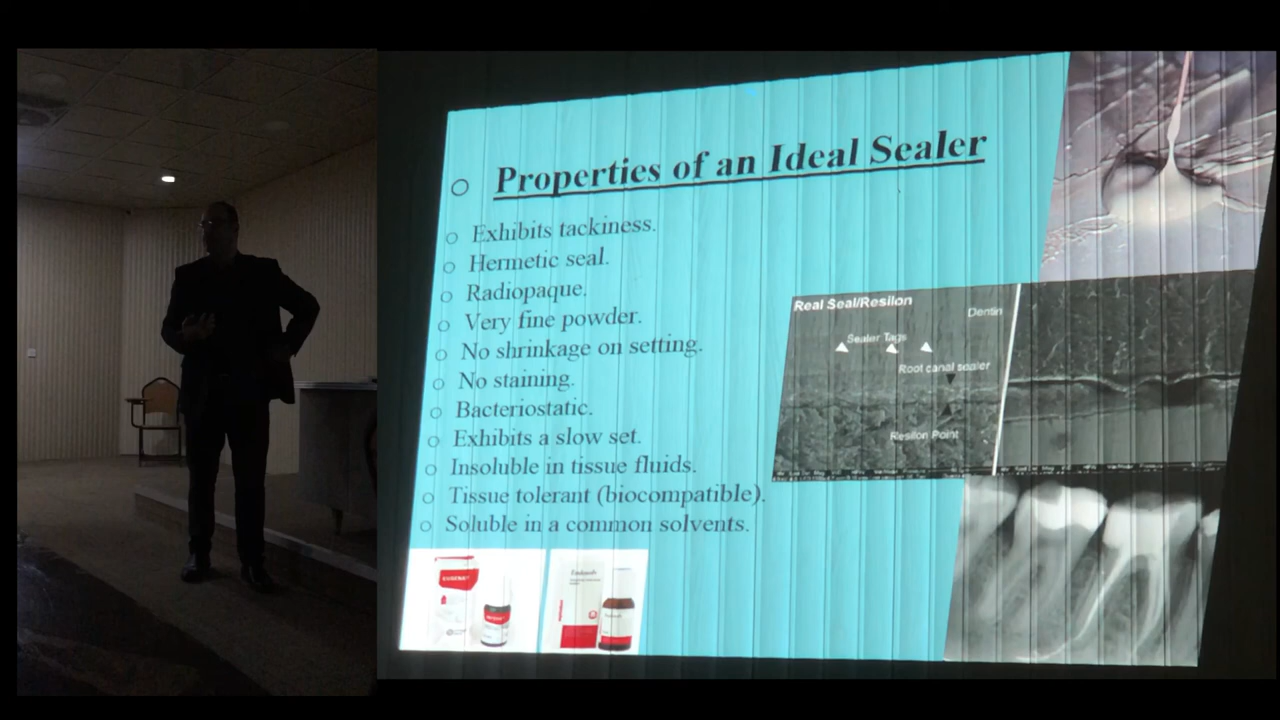 Properties of an Ideal Sealer
Exhibits tackiness.
Hermetic seal.
Radiopaque.
Very fine powder.
No shrinkage on setting.
No staining.
Bacteriostatic.
Exhibits a slow set.
Insoluble in tissue fluids.
Tissue tolerant (biocompatible).
Soluble in a common solvents.
Real Seal/Resilon
Dentin
Sealer Tags
Root canal sealer
Resilon Point